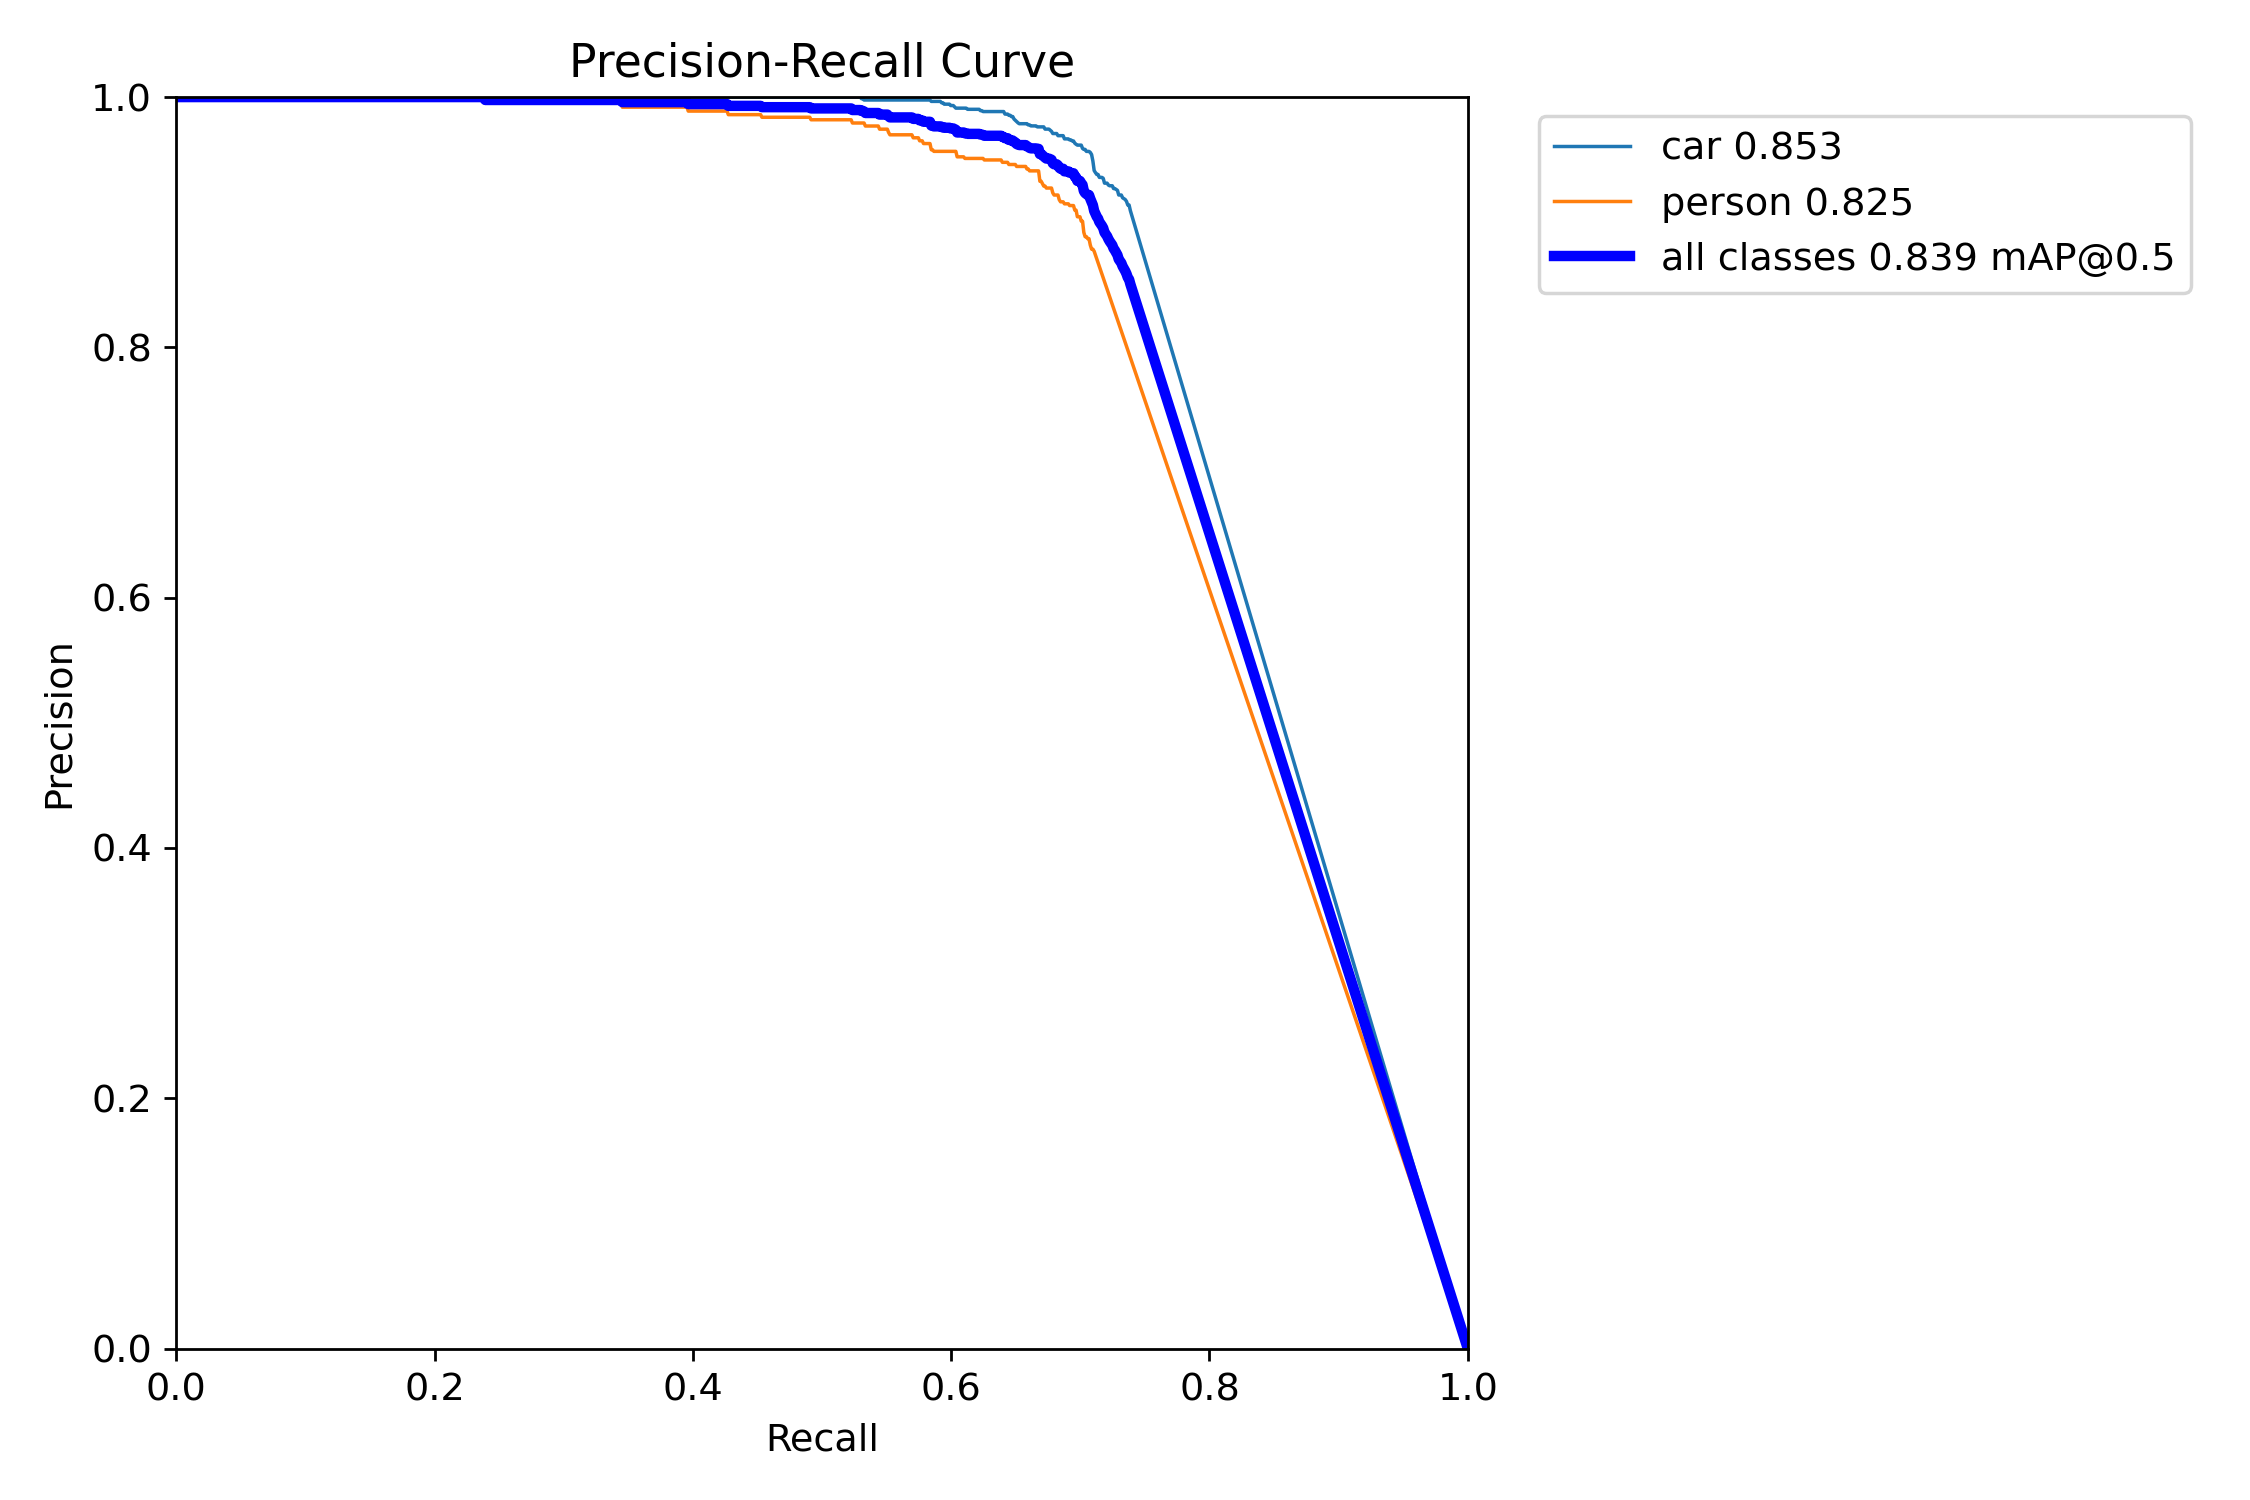 Precision-Recall Curve
1.0
0.8
0.6
0.4
0.2
0.0
Precision
0.0 0.2 0.4 0.6 0.8 1.0
Recall
car 0.853
person 0.825
all classes 0.839 mAP@0.5